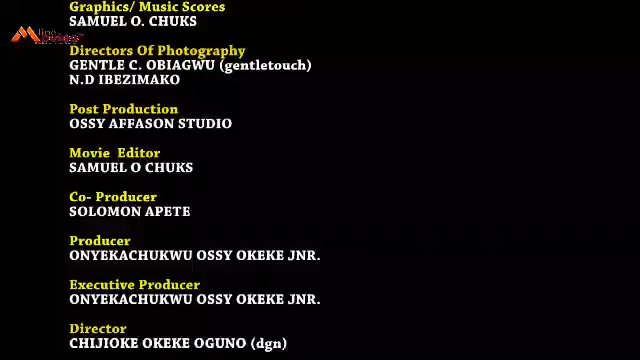 Graphics/ Music Scores
SAMUEL O. CHUKS
Directors Of Photography
GENTLE C. OBIAGWU (gentletouch)
N.D IBEZIMAKO
Post Production
OSSY AFFASON STUDIO
Movie Editor
SAMUEL O CHUKS
Co- Producer
SOLOMON APETE
Producer
ONYEKACHUKWU OSSY OKEKE JNR.
Executive Producer
ONYEKACHUKWU OSSY OKEKE JNR.
Director
CHIJIOKE OKEKE OGUNO (dgn)